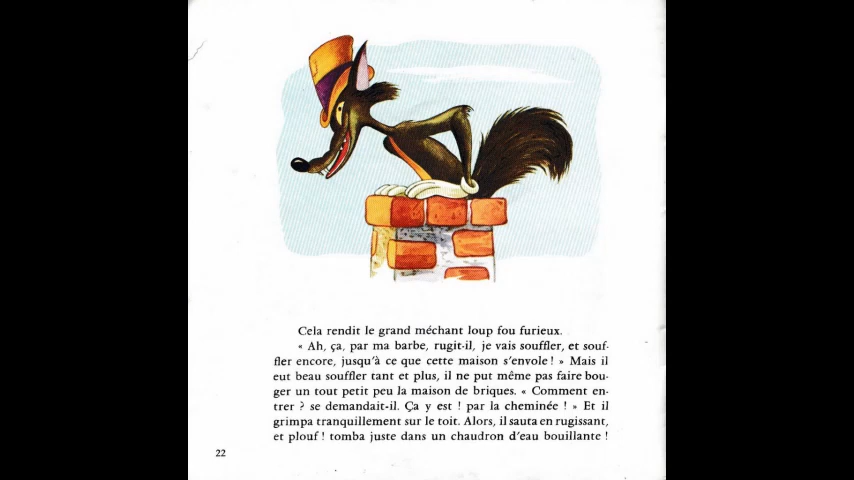 Cela rendit le grand méchant loup fou furieux.
« Ah, ça, par ma barbe, rugit-il, je vais souffler, et souf-
fler encore, jusqu'à ce que cette maison s'envole ! » Mais il
eut beau souffler tant et plus, il ne put même pas faire bou-
ger un tout petit peu la maison de briques. « Comment en-
trer ? se demandait-il. Ça y est ! par la cheminée ! » Et il
grimpa tranquillement sur le toit. Alors, il sauta en rugissant,
et plouf ! tomba juste dans un chaudron d'eau bouillante !
22